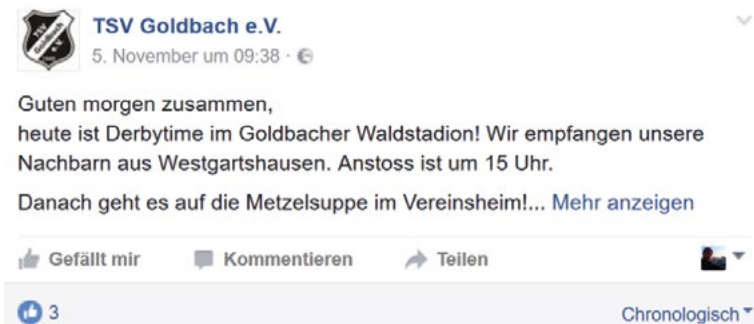 TSV Goldbach e.V.
5. November um 09:38 ·
Guten morgen zusammen,
heute ist Derbytime im Goldbacher Waldstadion! Wir empfangen unsere
Nachbarn aus Westgartshausen. Anstoss ist um 15 Uhr.
Danach geht es auf die Metzelsuppe im Vereinsheim!... Mehr anzeigen
Gefällt mir Kommentieren Teilen
3 Chronologisch